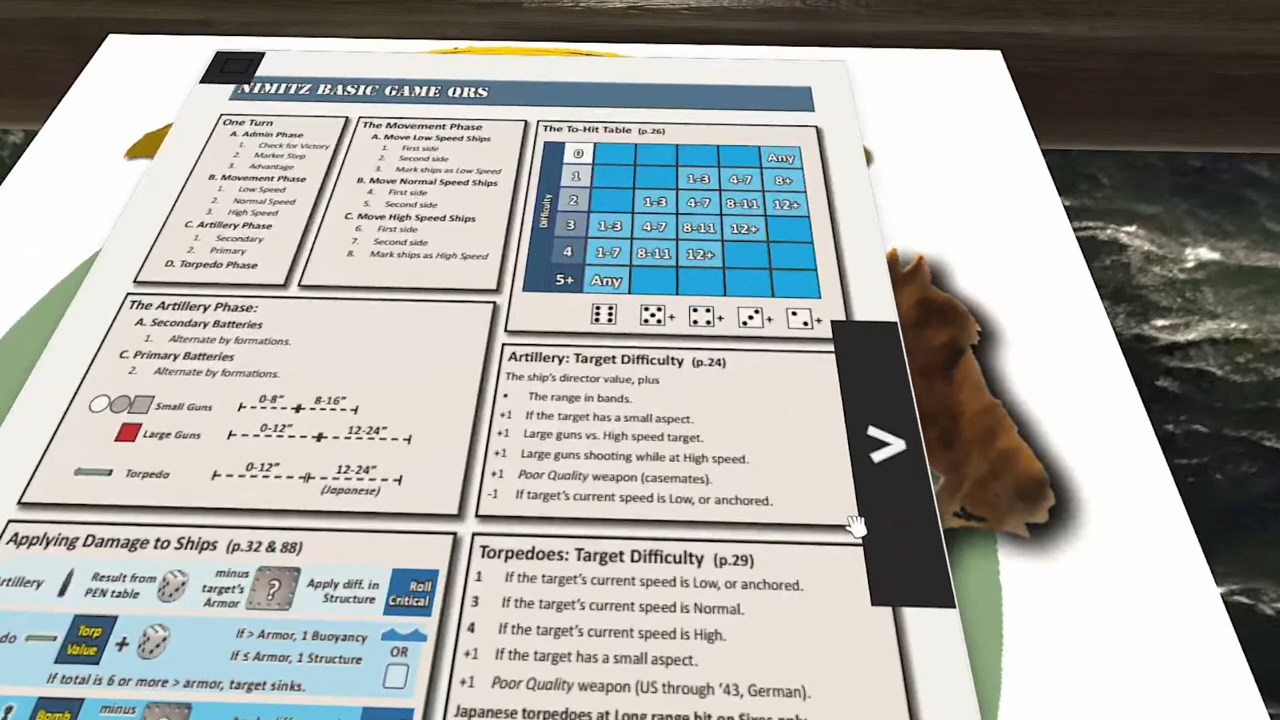 NIMITZ BASIC GAME QRS
One Turn
A. Admin Phase
1. Check for Victory
2. Marker Step
3. Advantage
B. Movement Phase
1. Low Speed
2. Normal Speed
3. High Speed
C. Artillery Phase
1. Secondary
2. Primary
D. Torpedo Phase
The Movement Phase
A. Move Low Speed Ships
1. First side
2. Second side
3. Mark ships as Low Speed
B. Move Normal Speed Ships
4. First side
5. Second side
C. Move High Speed Ships
6. First side
7. Second side
8. Mark ships as High Speed
The To-Hit Table (p.26)
Difficulty
0 Any
1 1-3 4-7 8+
2 1-3 4-7 8-11 12+
3 1-3 4-7 8-11 12+
4 1-7 8-11 12+
5+ Any
+ + + +
The Artillery Phase:
A. Secondary Batteries
1. Alternate by formations.
C. Primary Batteries
2. Alternate by formations.
Small Guns 0-8" 8-16"
Large Guns 0-12" 12-24"
Torpedo 0-12" 12-24"
(Japanese)
Artillery: Target Difficulty (p.24)
The ship's director value, plus
• The range in bands.
+1 If the target has a small aspect.
+1 Large guns vs. High speed target.
+1 Large guns shooting while at High speed.
+1 Poor Quality weapon (casemates).
-1 If target's current speed is Low, or anchored.
>
Applying Damage to Ships (p.32 & 88)
rtillery Result from PEN table minus target's Armor ? Apply diff. in Structure Roll Critical
do Torp Value + If > Armor, 1 Buoyancy
OR
If ≤ Armor, 1 Structure
If total is 6 or more > armor, target sinks.
Bomb minus
Torpedoes: Target Difficulty (p.29)
1 If the target's current speed is Low, or anchored.
3 If the target's current speed is Normal.
4 If the target's current speed is High.
+1 If the target has a small aspect.
+1 Poor Quality weapon (US through '43, German).
Japanese torpedoes at Long range hit on Sixes only